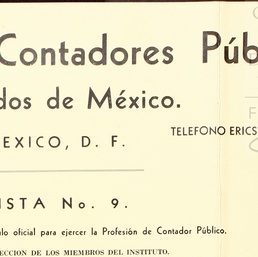 Contadores Púb
dos de México.
EXICO, D. F.
TELEFONO ERICS
ISTA No. 9.
lo oficial para ejercer la Profesión de Contador Público.
ECCION DE LOS MIEMBROS DEL INSTITUTO.